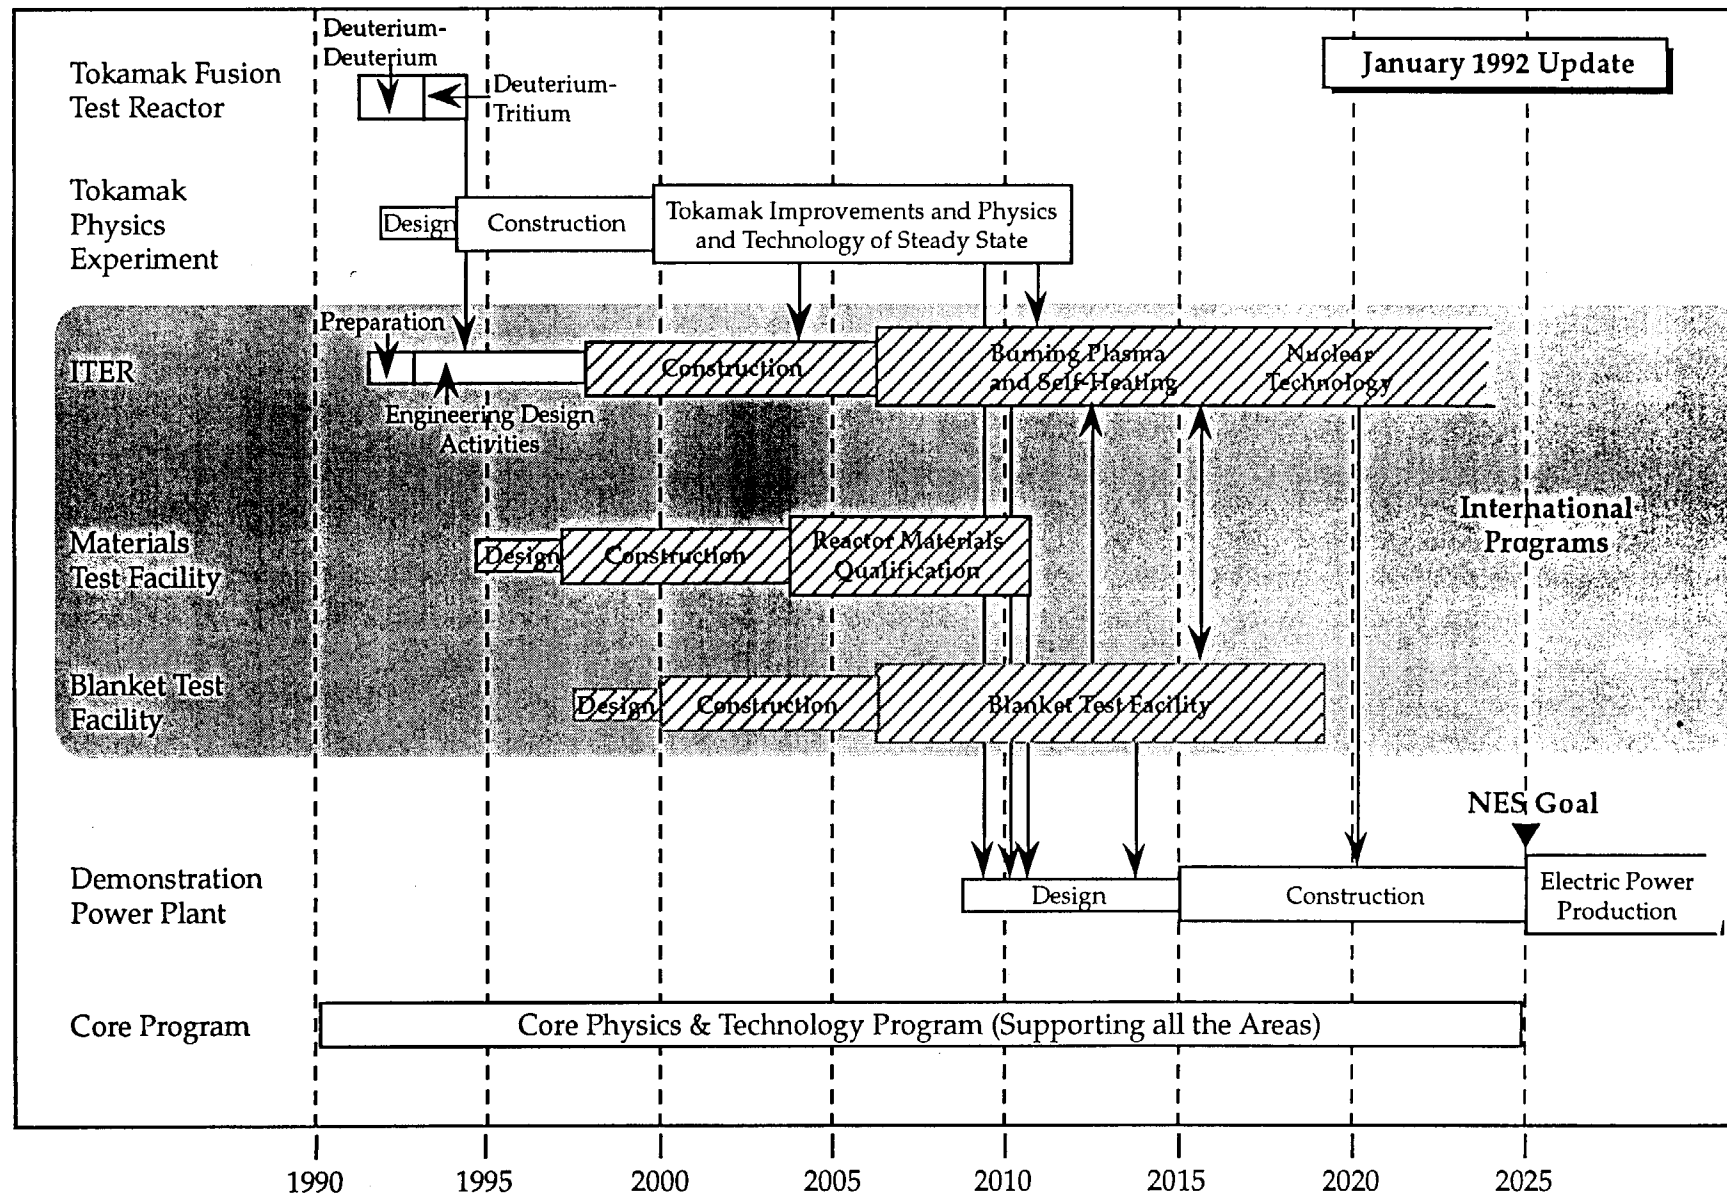 January 1992 Update
Tokamak Fusion
Test Reactor
Deuterium-
Deuterium
Deuterium-
Tritium
Tokamak
Physics
Experiment
Design
Construction
Tokamak Improvements and Physics
and Technology of Steady State
ITER
Preparation
Engineering Design
Activities
Construction
Burning Plasma
and Self-Heating
Nuclear
Technology
International
Programs
Materials
Test Facility
Design
Construction
Reactor Materials
Qualification
Blanket Test
Facility
Design
Construction
Blanket Test Facility
NES Goal
Demonstration
Power Plant
Design
Construction
Electric Power
Production
Core Program
Core Physics & Technology Program (Supporting all the Areas)
1990 1995 2000 2005 2010 2015 2020 2025